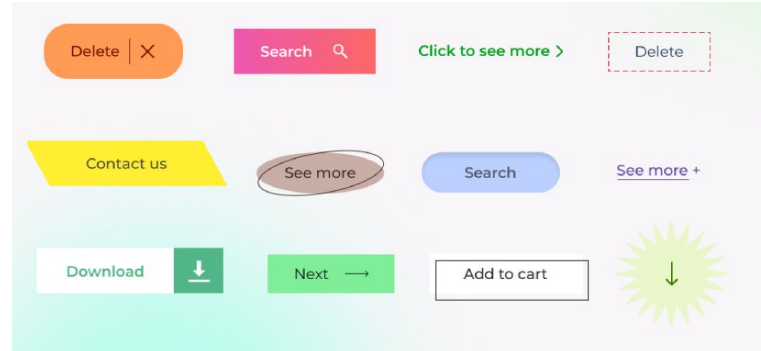 Delete
Search
Click to see more
Delete
Contact us
See more
Search
See more +
Download
Next
Add to cart